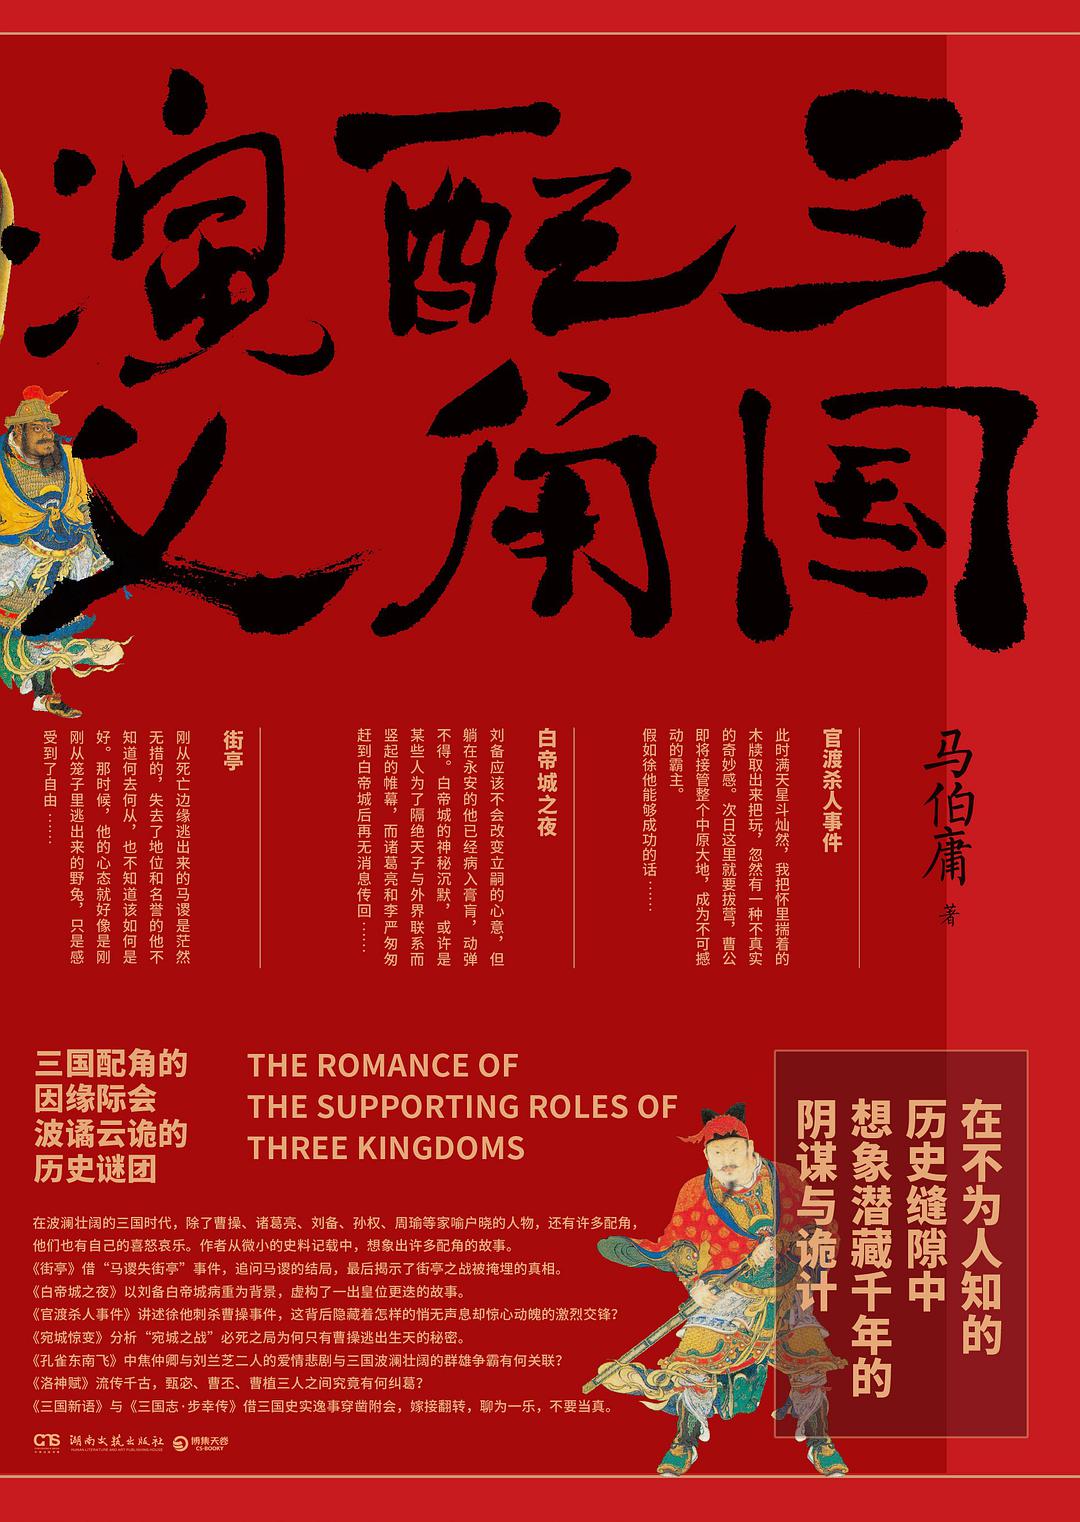 三国
配角
演义
马伯庸 著
官渡杀人事件
此时满天星斗灿然，我把怀里揣着的
木牍取出来把玩，忽然有一种不真实
的奇妙感。次日这里就要拔营，曹公
即将接管整个中原大地，成为不可撼
动的霸主。
假如徐他能够成功的话……
白帝城之夜
刘备应该不会改变立嗣的心意，但
躺在永安的他已经病入膏肓，动弹
不得。白帝城的神秘沉默，或许是
某些人为了隔绝天子与外界联系而
竖起的帷幕，而诸葛亮和李严匆匆
赶到白帝城后再无消息传回……
街亭
刚从死亡边缘逃出来的马谡是茫然
无措的，失去了地位和名誉的他不
知道何去何从，也不知道该如何是
好。那时候，他的心态就好像是刚
刚从笼子里逃出来的野兔，只是感
受到了自由……
三国配角的
因缘际会
波谲云诡的
历史谜团
THE ROMANCE OF
THE SUPPORTING ROLES OF
THREE KINGDOMS
在不为人知的
历史缝隙中
想象潜藏千年的
阴谋与诡计
在波澜壮阔的三国时代，除了曹操、诸葛亮、刘备、孙权、周瑜等家喻户晓的人物，还有许多配角，
他们也有自己的喜怒哀乐。作者从微小的史料记载中，想象出许多配角的故事。
《街亭》借“马谡失街亭”事件，追问马谡的结局，最后揭示了街亭之战被掩埋的真相。
《白帝城之夜》以刘备白帝城病重为背景，虚构了一出皇位更迭的故事。
《官渡杀人事件》讲述徐他刺杀曹操事件，这背后隐藏着怎样的悄无声息却惊心动魄的激烈交锋？
《宛城惊变》分析“宛城之战”必死之局为何只有曹操逃出生天的秘密。
《孔雀东南飞》中焦仲卿与刘兰芝二人的爱情悲剧与三国波澜壮阔的群雄争霸有何关联？
《洛神赋》流传千古，甄宓、曹丕、曹植三人之间究竟有何纠葛？
《三国新语》与《三国志·步幸传》借三国史实逸事穿凿附会，嫁接翻转，聊为一乐，不要当真。
湖南文艺出版社
HUNAN LITERATURE AND ART PUBLISHING HOUSE
博集天卷
CS-BOOKY